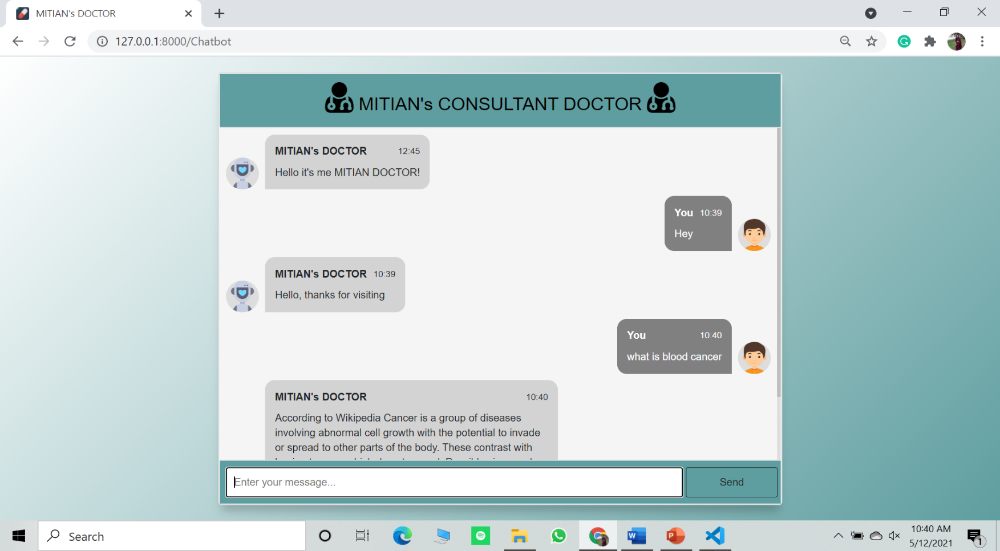 MITIAN's DOCTOR
127.0.0.1:8000/Chatbot
MITIAN's CONSULTANT DOCTOR
MITIAN's DOCTOR 12:45
Hello it's me MITIAN DOCTOR!
You 10:39
Hey
MITIAN's DOCTOR 10:39
Hello, thanks for visiting
You 10:40
what is blood cancer
MITIAN's DOCTOR 10:40
According to Wikipedia Cancer is a group of diseases
involving abnormal cell growth with the potential to invade
or spread to other parts of the body. These contrast with
Enter your message...
Send
Search
10:40 AM
5/12/2021
1